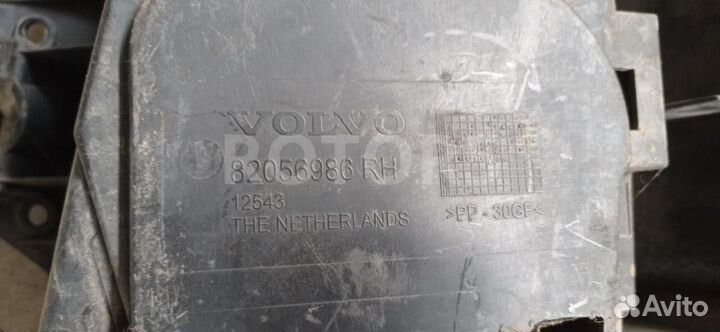 VOLVO
82056986 RH
12543
THE NETHERLANDS
>PP-30GF<
Avito